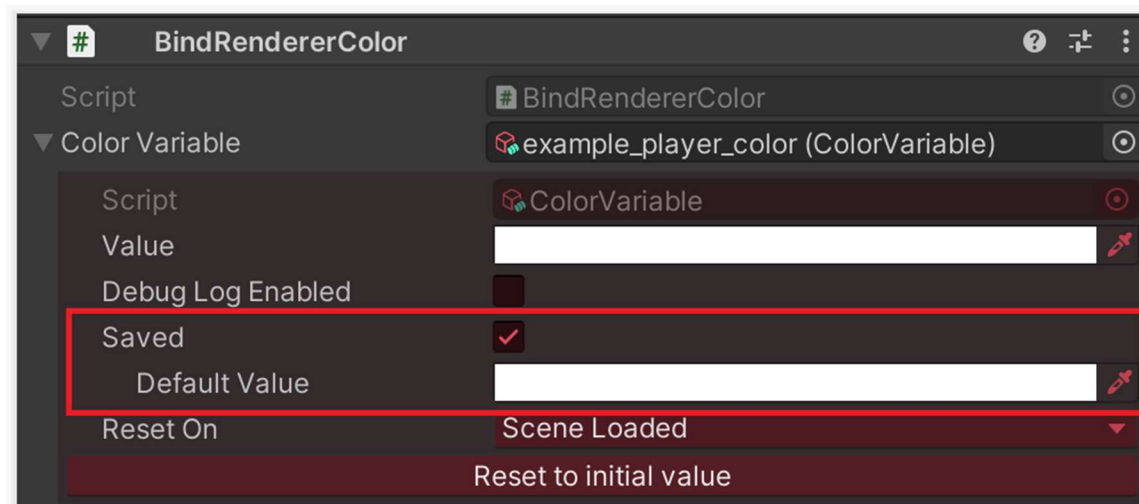 # BindRendererColor
Script # BindRendererColor
Color Variable example_player_color (ColorVariable)
Script ColorVariable
Value
Debug Log Enabled
Saved
Default Value
Reset On Scene Loaded
Reset to initial value